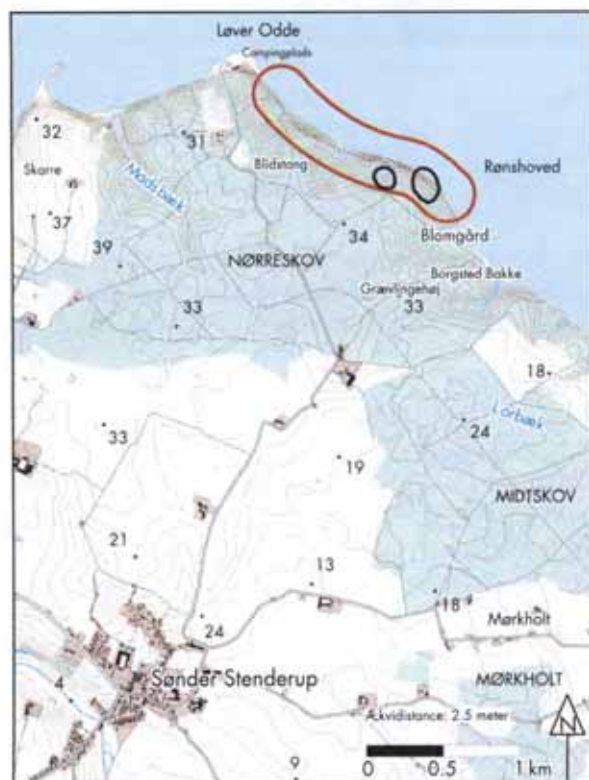 Løver Odde
Campingplads
32
31
Skarre
Mads bæk
Blidstang
Rønshoved
37
34
Blomgård
39
NØRRESKOV
Borgsted Bakke
Grævlingehøj
33
33
18
24
Lorbæk
33
19
MIDTSKOV
21
13
18
24
Mørkholt
Sønder Stenderup
MØRKHOLT
4
Ækvidistance: 2.5 meter
N
9
0 0.5 1 km